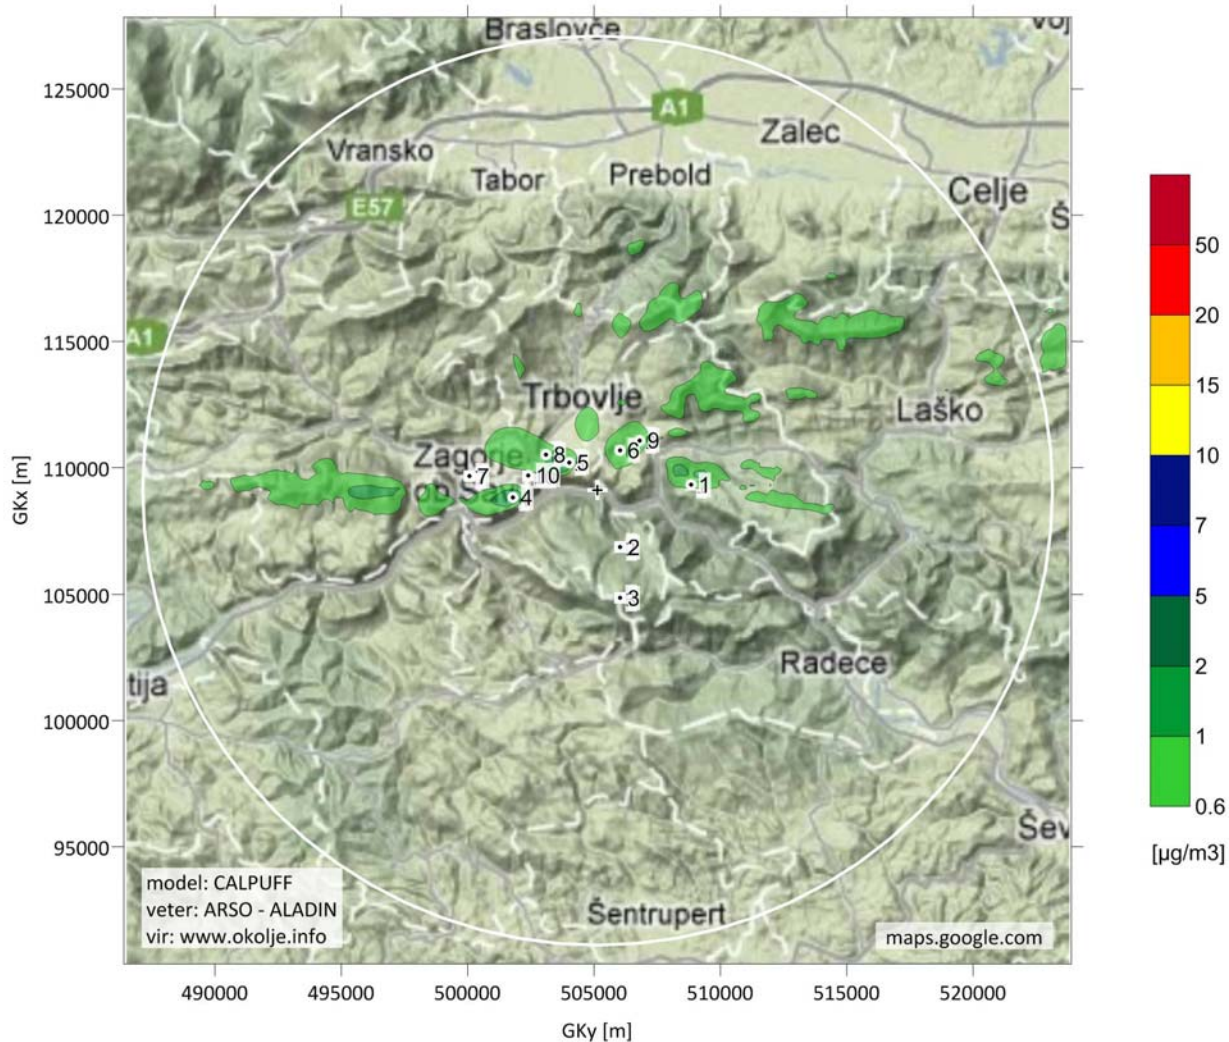 Braslovče
Voj
125000
A1
Žalec
Vransko
Tabor
Prebold
50
120000
E57
Celje
Š
20
115000
A1
15
Trbovlje
Laško
10
110000
Zagorje
8
5
6
9
7
10
1
7
ob Savi
4
5
2
105000
3
2
tija
Radece
100000
1
0.6
95000
Šev
[µg/m3]
model: CALPUFF
veter: ARSO - ALADIN
vir: www.okolje.info
Šentrupert
maps.google.com
490000
495000
500000
505000
510000
515000
520000
GKx [m]
GKy [m]